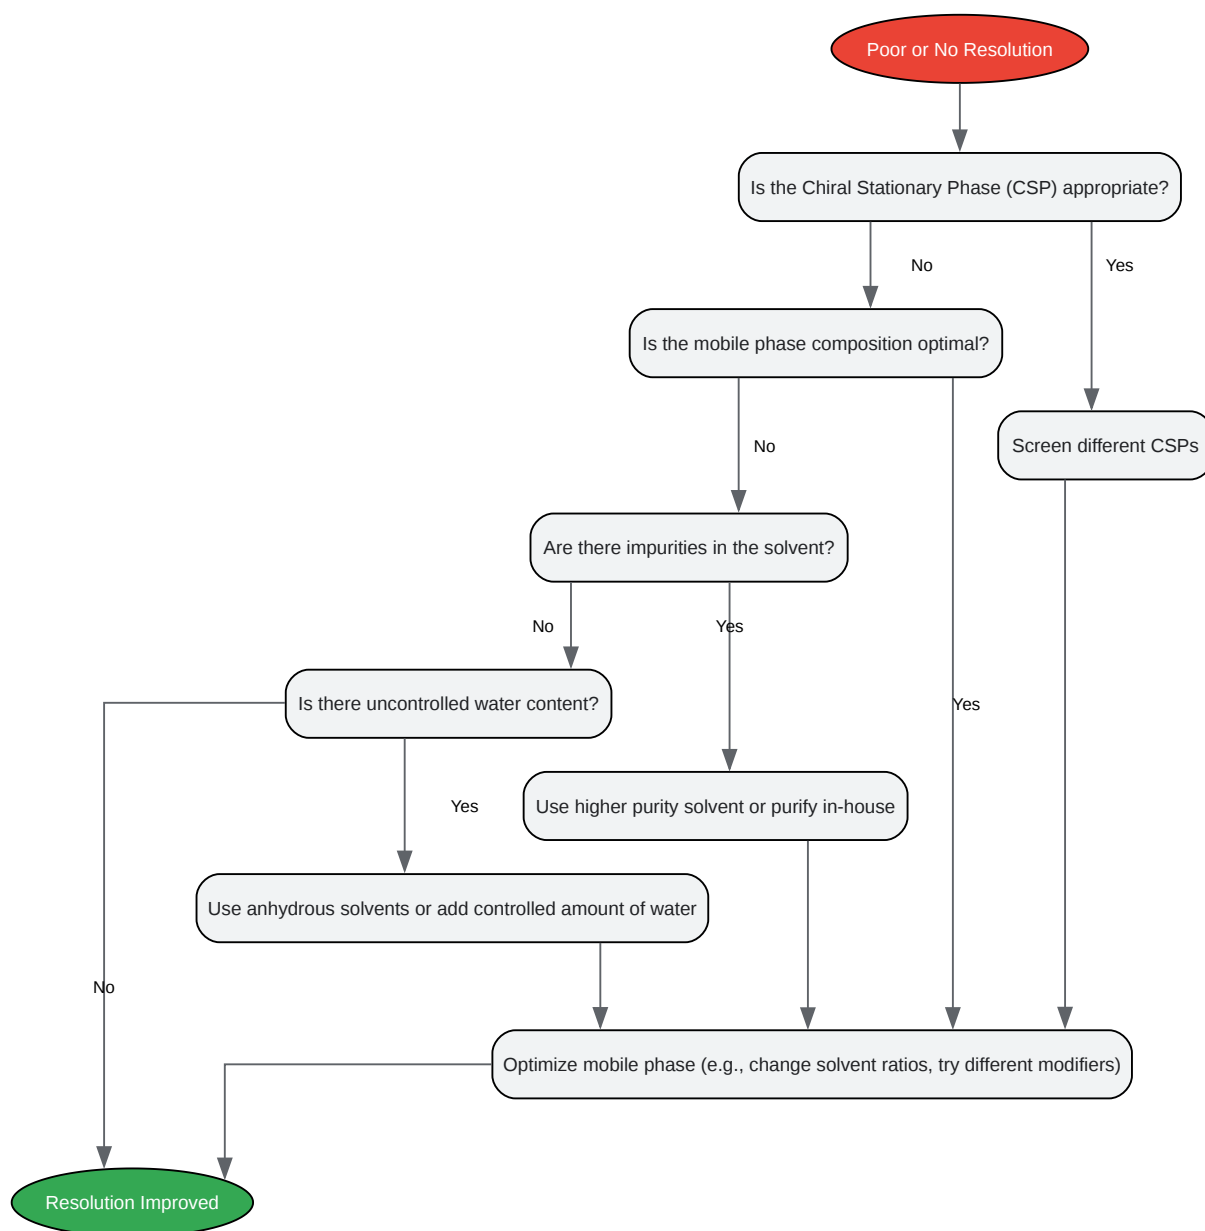 Poor or No Resolution
Is the Chiral Stationary Phase (CSP) appropriate?
No
Yes
Is the mobile phase composition optimal?
Screen different CSPs
No
Are there impurities in the solvent?
No
Yes
Is there uncontrolled water content?
Yes
Yes
Use higher purity solvent or purify in-house
Use anhydrous solvents or add controlled amount of water
No
Optimize mobile phase (e.g., change solvent ratios, try different modifiers)
Resolution Improved